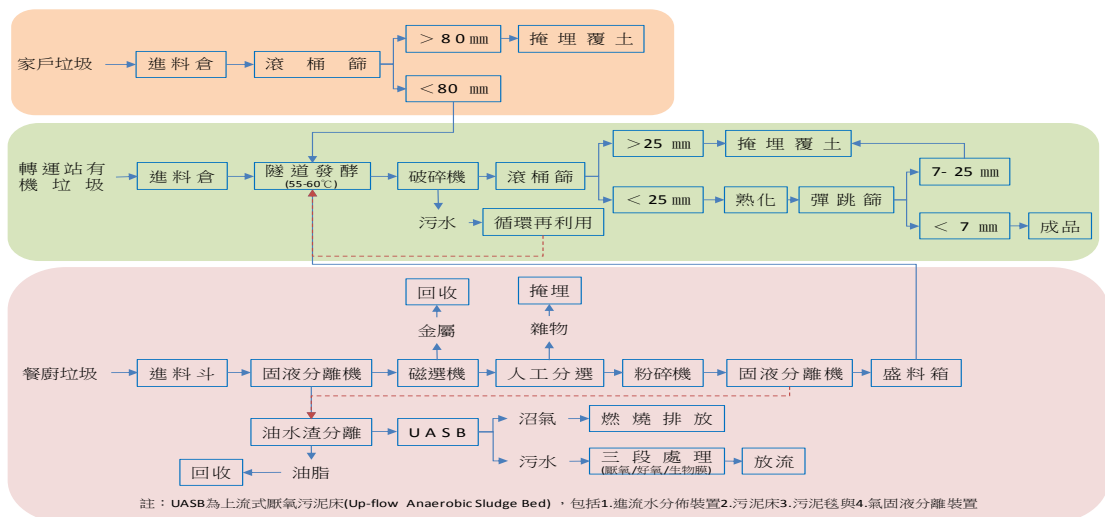 > 80 mm
掩埋覆土
家戶垃圾
進料倉
滾桶篩
< 80 mm
轉運站有
機垃圾
進料倉
隧道發酵
(55-60℃)
破碎機
滾桶篩
>25 mm
掩埋覆土
7- 25 mm
< 25 mm
熟化
彈跳篩
< 7 mm
成品
污水
循環再利用
回收
掩埋
金屬
雜物
餐廚垃圾
進料斗
固液分離機
磁選機
人工分選
粉碎機
固液分離機
盛料箱
油水渣分離
UASB
沼氣
燃燒排放
污水
三段處理
(厭氧/好氧/生物膜)
放流
回收
油脂
註：UASB為上流式厭氧污泥床(Up-flow Anaerobic Sludge Bed) ，包括1.進流水分佈裝置2.污泥床3.污泥毯與4.氣固液分離裝置